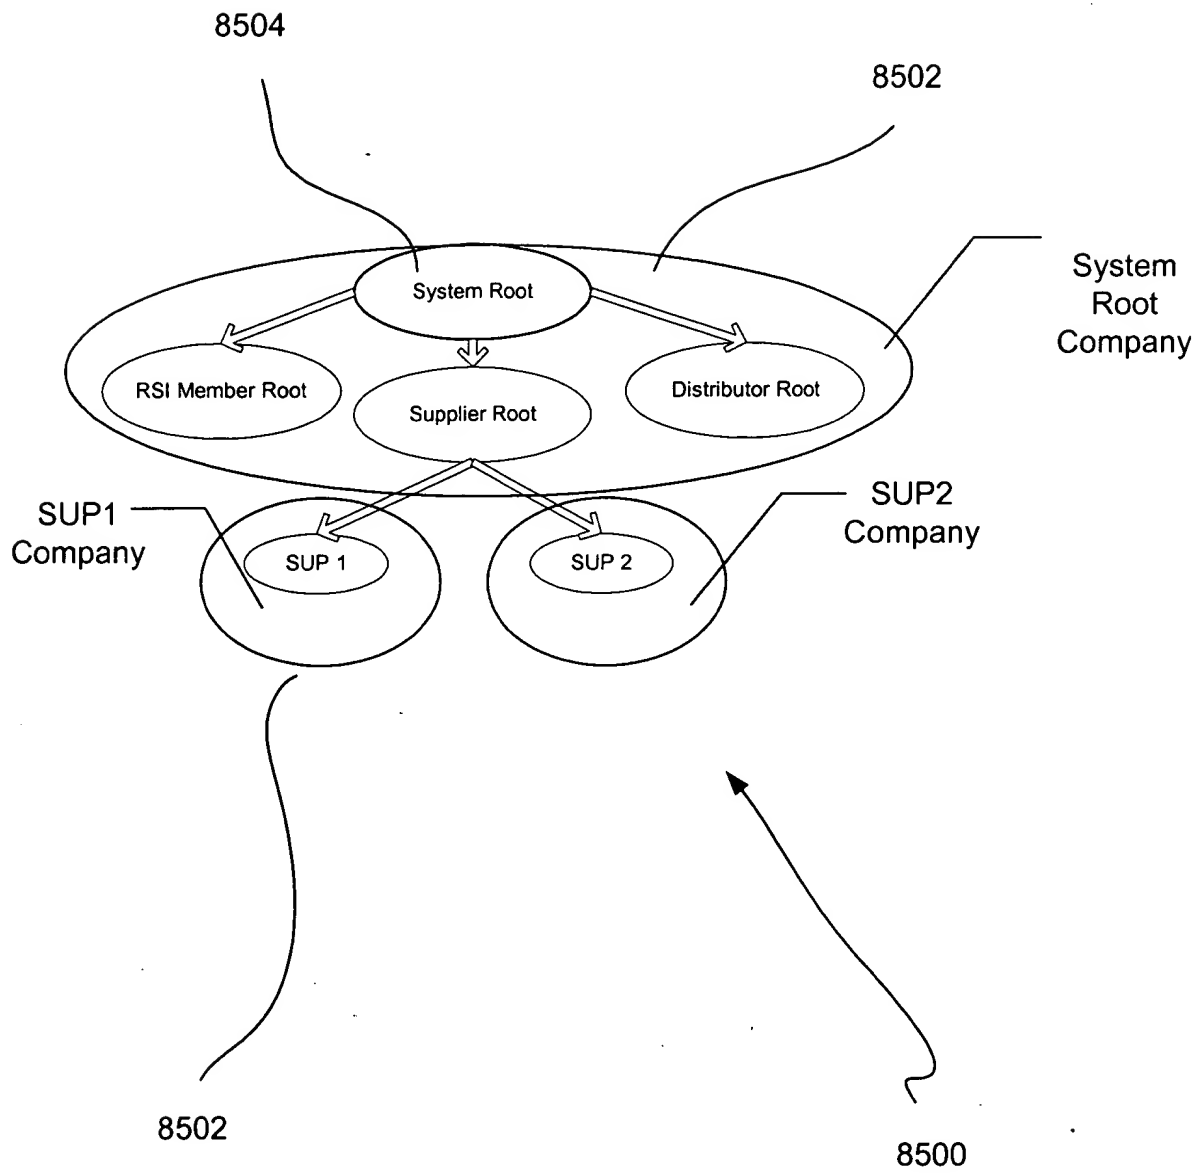 8504
8502
System Root
System
Root
Company
RSI Member Root
Supplier Root
Distributor Root
SUP1
Company
SUP2
Company
SUP 1
SUP 2
8502
8500